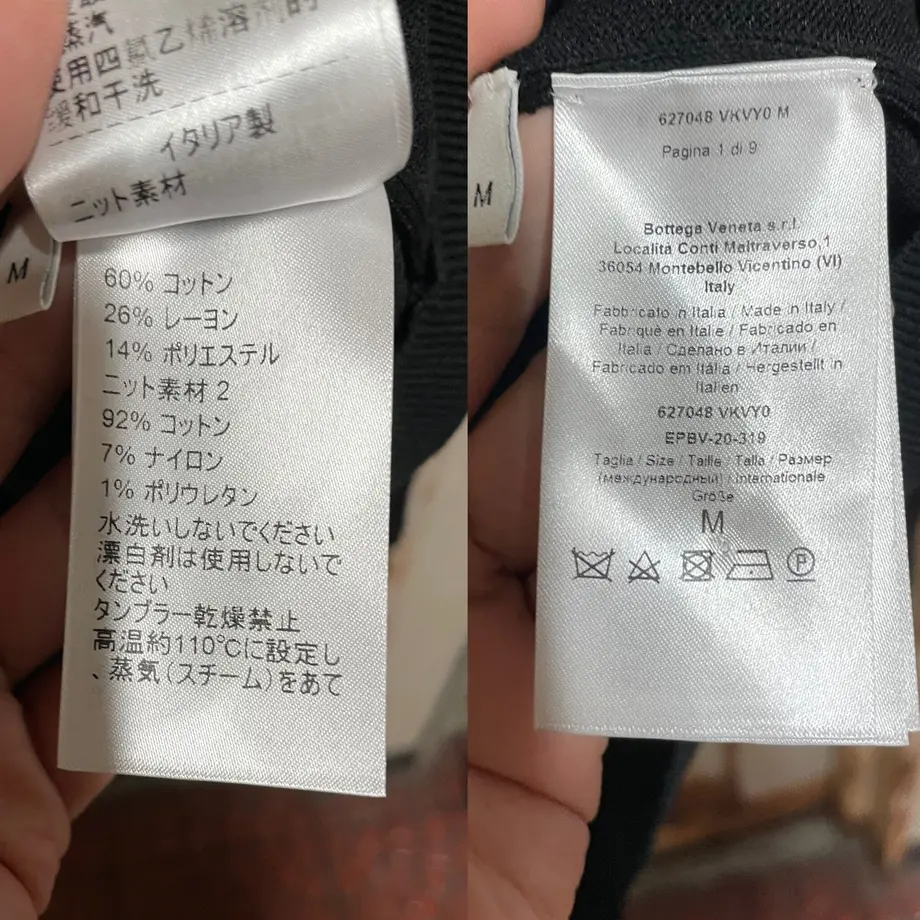 蒸汽
使用四氯乙烯溶剂的
缓和干洗
イタリア製
ニット素材
M
60% コットン
26% レーヨン
14% ポリエステル
ニット素材 2
92% コットン
7% ナイロン
1% ポリウレタン
水洗いしないでください
漂白剤は使用しないで
ください
タンブラー乾燥禁止
高温約110℃に設定し
、蒸気(スチーム)をあて
M
627048 VKVY0 M
Pagina 1 di 9
Bottega Veneta s.r.l.
Località Conti Maltraverso,1
36054 Montebello Vicentino (VI)
Italy
Fabbricato in Italia / Made in Italy /
Fabriqué en Italie / Fabricado en
Italia / Сделано в Италии /
Fabricado em Itália / Hergestellt in
Italien
627048 VKVY0
EPBV-20-319
Taglia / Size / Taille / Talla / Размер
(международный) / Internationale
Größe
M
P